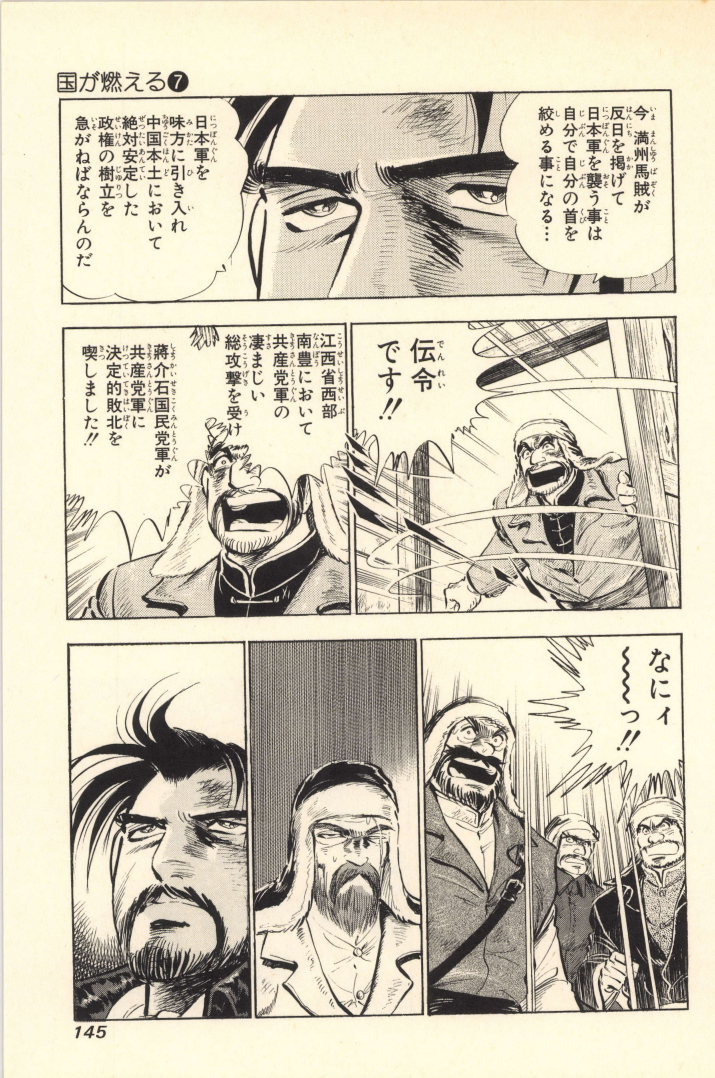 国が燃える❼
今 満州馬賊が
反日を掲げて
日本軍を襲う事は
自分で自分の首を
絞める事になる…
日本軍を
味方に引き入れ
中国本土において
絶対安定した
政権の樹立を
急がねばならんのだ
伝令
です!!
江西省西部
南豊において
共産党軍の
凄まじい
総攻撃を受け
蔣介石国民党軍が
共産党軍に
決定的敗北を
喫しました!!
なにィ
〜〜〜っ!!
145